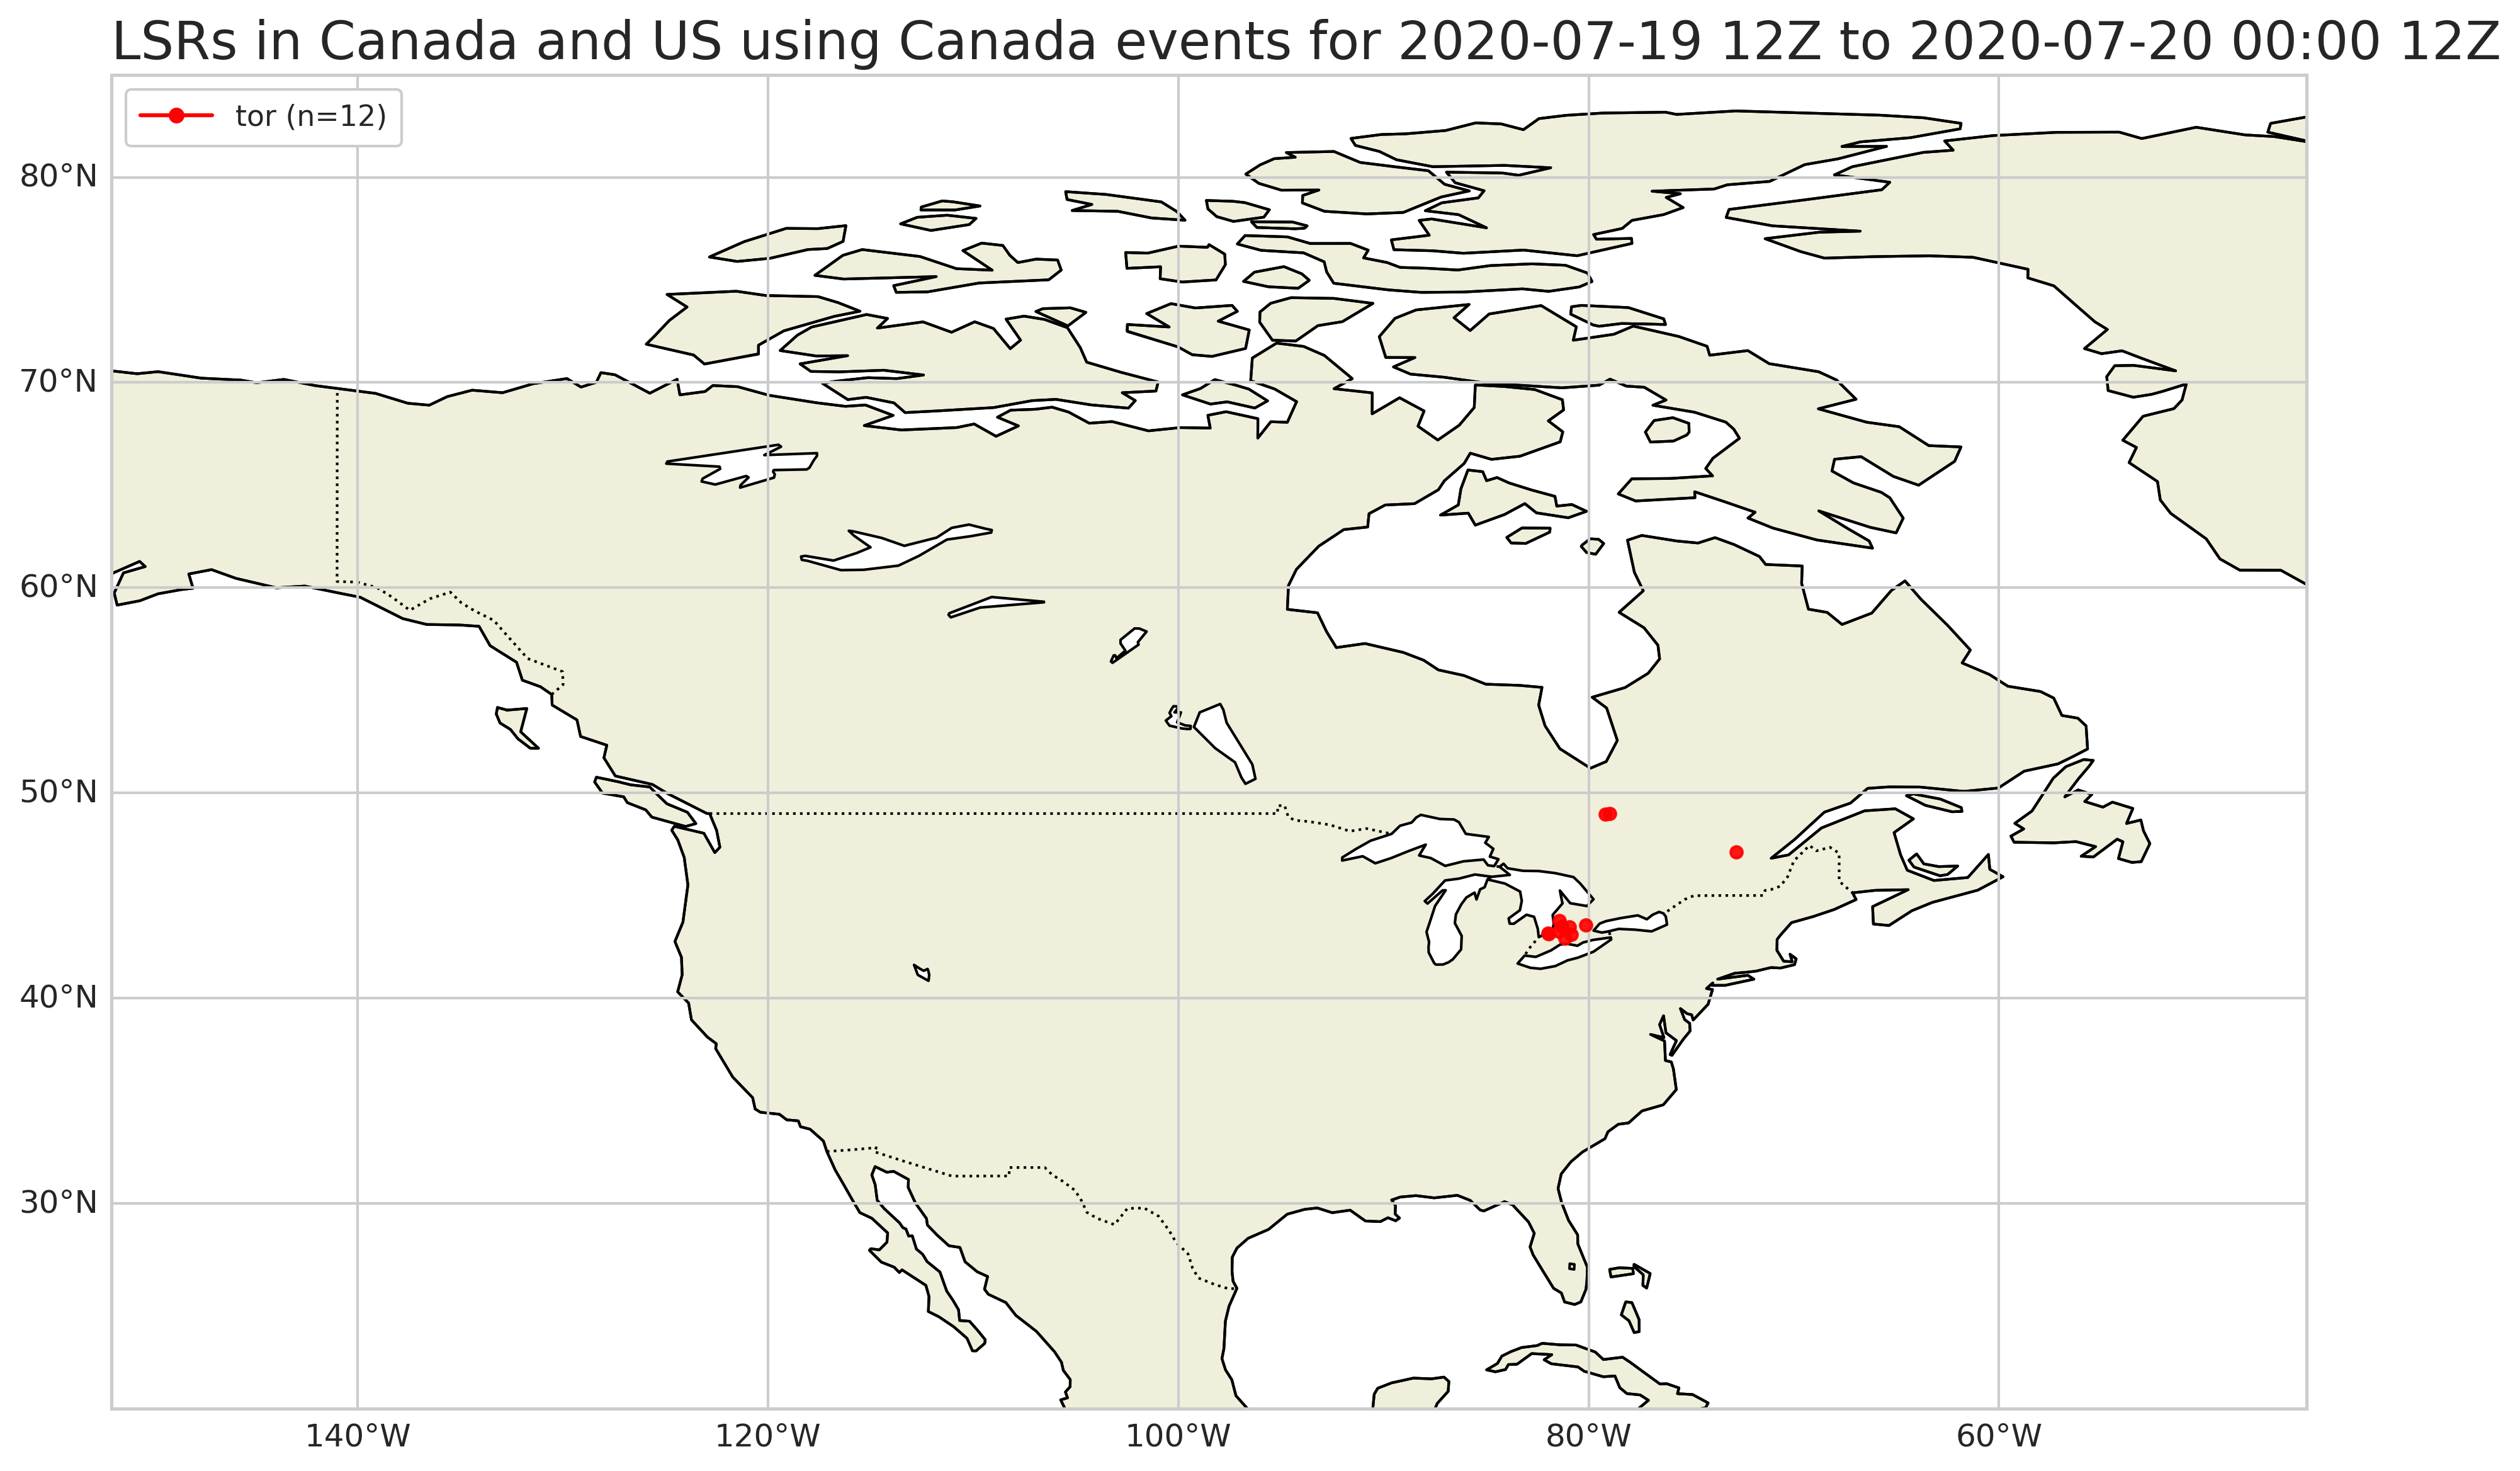 LSRs in Canada and US using Canada events for 2020-07-19 12Z to 2020-07-20 00:00 12Z
tor (n=12)
80°N
70°N
60°N
50°N
40°N
30°N
140°W 120°W 100°W 80°W 60°W